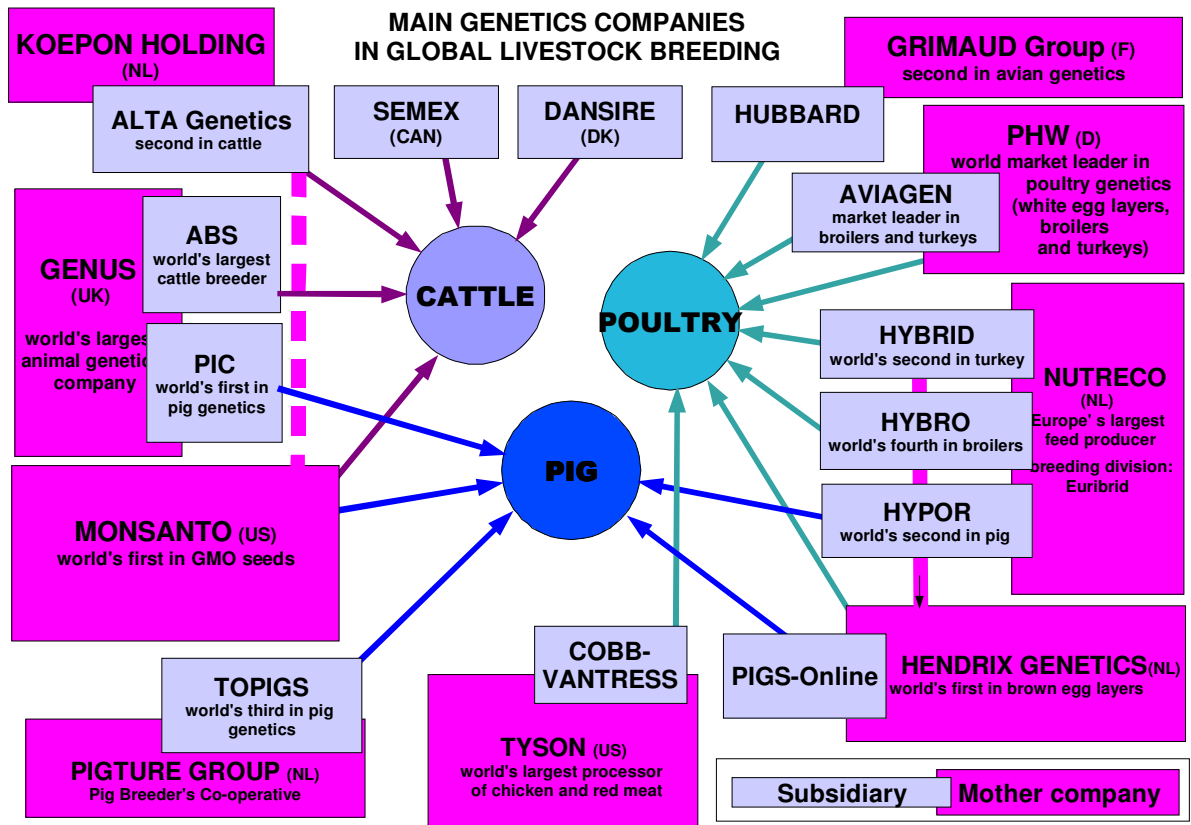 MAIN GENETICS COMPANIES
IN GLOBAL LIVESTOCK BREEDING
KOEPON HOLDING
(NL)
ALTA Genetics
second in cattle
SEMEX
(CAN)
DANSIRE
(DK)
HUBBARD
GRIMAUD Group (F)
second in avian genetics
PHW (D)
world market leader in
poultry genetics
(white egg layers,
broilers
and turkeys)
AVIAGEN
market leader in
broilers and turkeys
GENUS
(UK)
world's larges
animal genetic
company
ABS
world's largest
cattle breeder
PIC
world's first in
pig genetics
CATTLE
POULTRY
PIG
HYBRID
world's second in turkey
HYBRO
world's fourth in broilers
HYPOR
world's second in pig
NUTRECO
(NL)
Europe' s largest
feed producer
breeding division:
Euribrid
MONSANTO (US)
world's first in GMO seeds
TOPIGS
world's third in pig
genetics
PIGTURE GROUP (NL)
Pig Breeder's Co-operative
COBB-
VANTRESS
TYSON (US)
world's largest processor
of chicken and red meat
PIGS-Online
HENDRIX GENETICS(NL)
world's first in brown egg layers
Subsidiary
Mother company